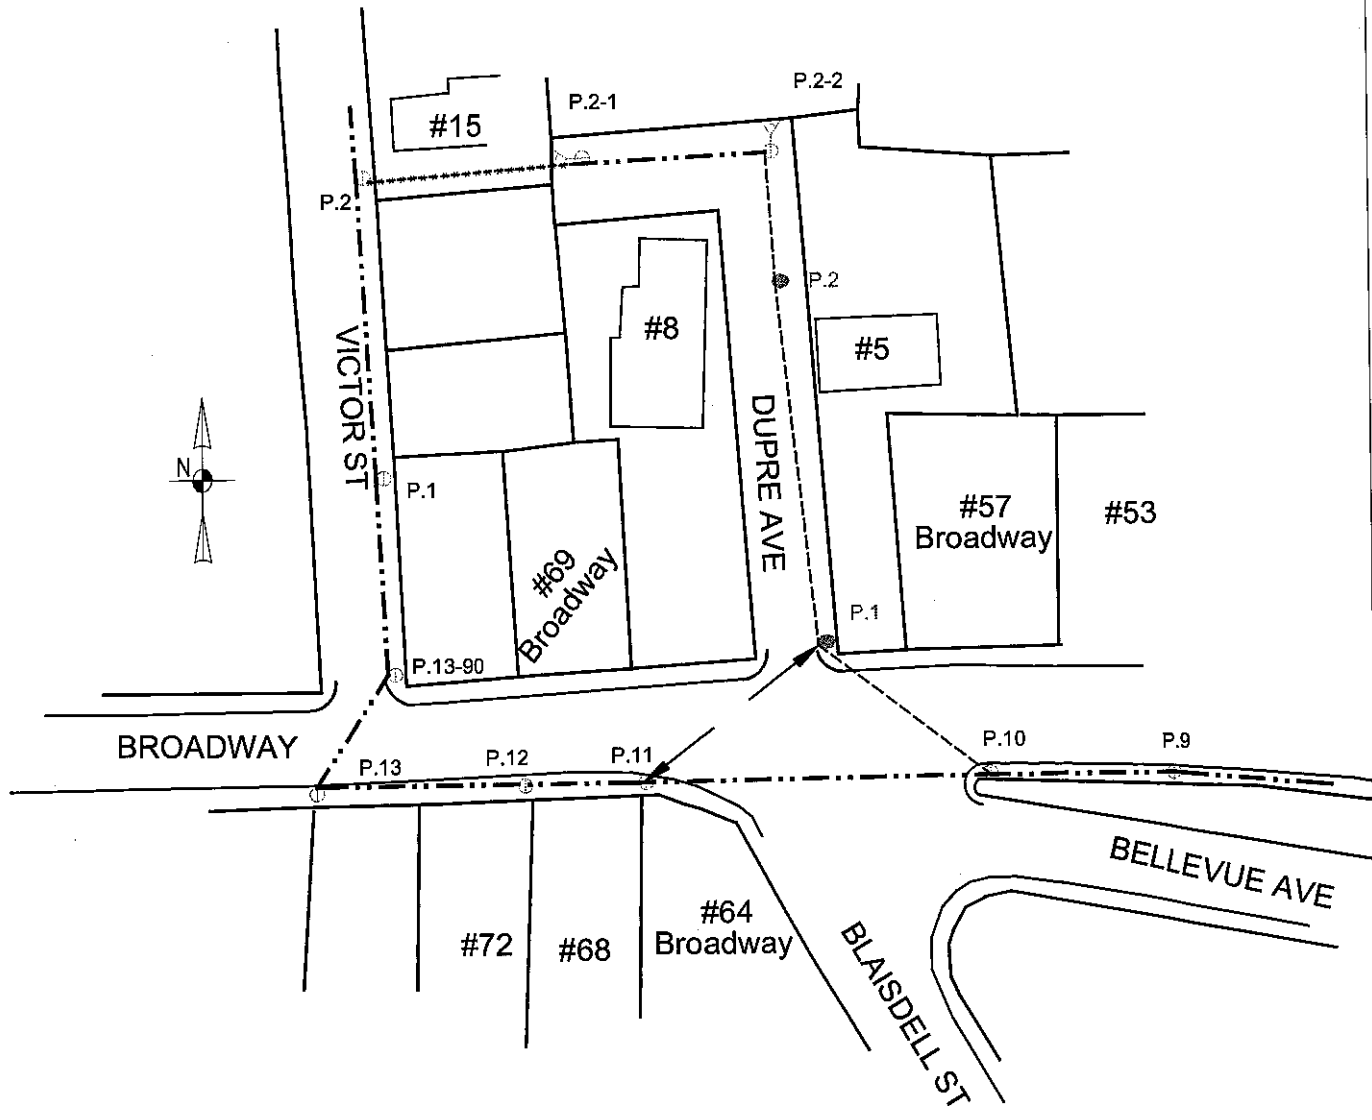 P.2-2
P.2-1
#15
P.2
P.2
#8
#5
VICTOR ST
DUPRE AVE
N
P.1
#57
Broadway
#53
#69
Broadway
P.1
P.13-90
BROADWAY
P.13
P.12
P.11
P.10
P.9
BELLEVUE AVE
#64
Broadway
#72
#68
BLAISDELL ST